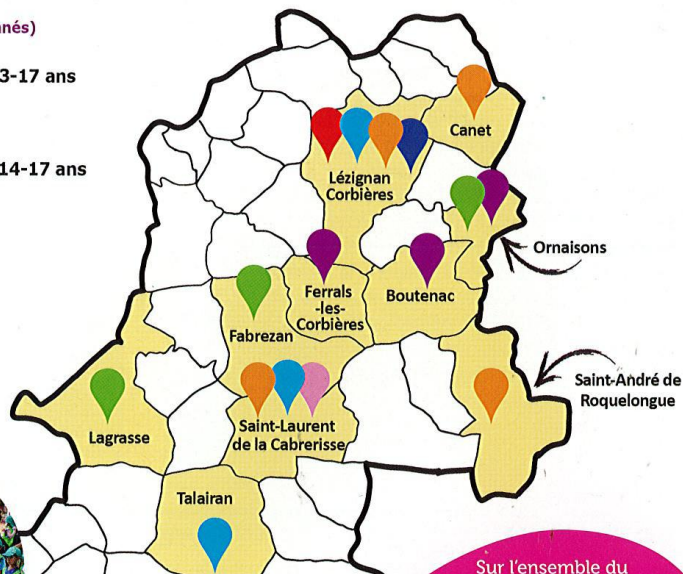 3-17 ans
14-17 ans
Canet
Lézignan
Corbières
Ornaisons
Ferrals
-les-
Corbières
Boutenac
Fabrezan
Saint-André de
Roquelongue
Lagrasse
Saint-Laurent
de la Cabrerisse
Talairan
Sur l'ensemble du